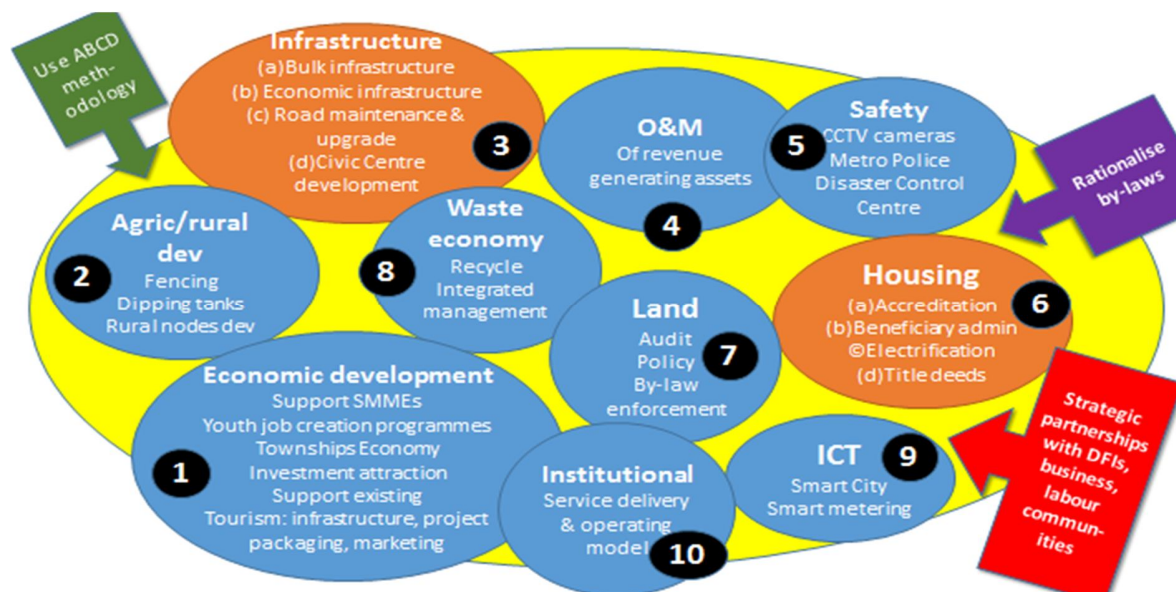 Use ABCD
meth-
odology
Infrastructure
(a)Bulk infrastructure
(b) Economic infrastructure
(c) Road maintenance &
upgrade
(d)Civic Centre
development
3
O&M
Of revenue
generating assets
4
Safety
CCTV cameras
Metro Police
Disaster Control
Centre
5
Rationalise
by-laws
Agric/rural
dev
Fencing
Dipping tanks
Rural nodes dev
2
Waste
economy
Recycle
Integrated
management
8
Land
Audit
Policy
By-law
enforcement
7
Housing
(a)Accreditation
(b)Beneficiary admin
©Electrification
(d)Title deeds
6
Economic development
Support SMMEs
Youth job creation programmes
Townships Economy
Investment attraction
Support existing
Tourism: infrastructure, project
packaging, marketing
1
Institutional
Service delivery
& operating
model
10
ICT
Smart City
Smart metering
9
Strategic
partnerships
with DFIs,
business,
labour
commun-
ities